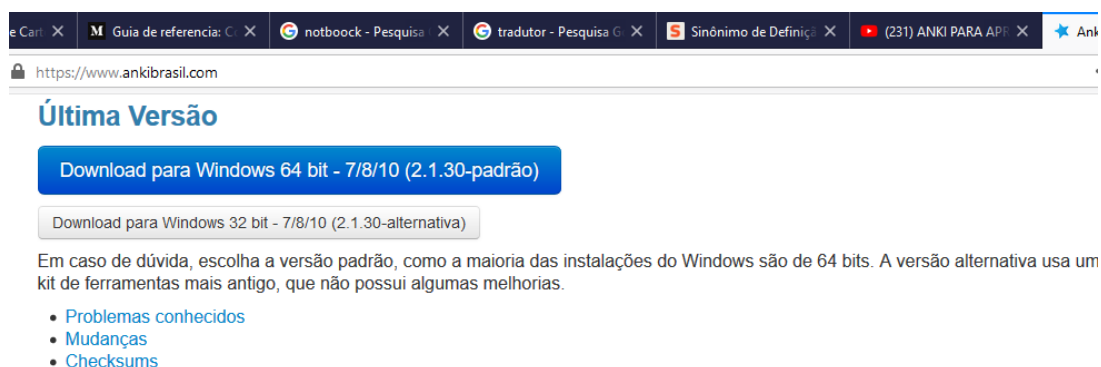 e Cart
M Guia de referencia: C
notboock - Pesquisa
tradutor - Pesquisa G
S Sinônimo de Definiçã
(231) ANKI PARA APR
Ank
https://www.ankibrasil.com
Última Versão
Download para Windows 64 bit - 7/8/10 (2.1.30-padrão)
Download para Windows 32 bit - 7/8/10 (2.1.30-alternativa)
Em caso de dúvida, escolha a versão padrão, como a maioria das instalações do Windows são de 64 bits. A versão alternativa usa um
kit de ferramentas mais antigo, que não possui algumas melhorias.
Problemas conhecidos
Mudanças
Checksums